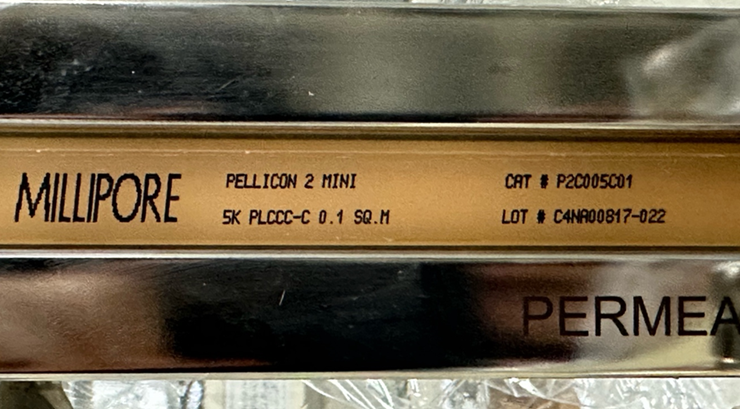 MILLIPORE
PELLICON 2 MINI
5K PLCCC-C 0.1 SQ.M
CAT # P2C005C01
LOT # C4NA00817-022
PERMEA